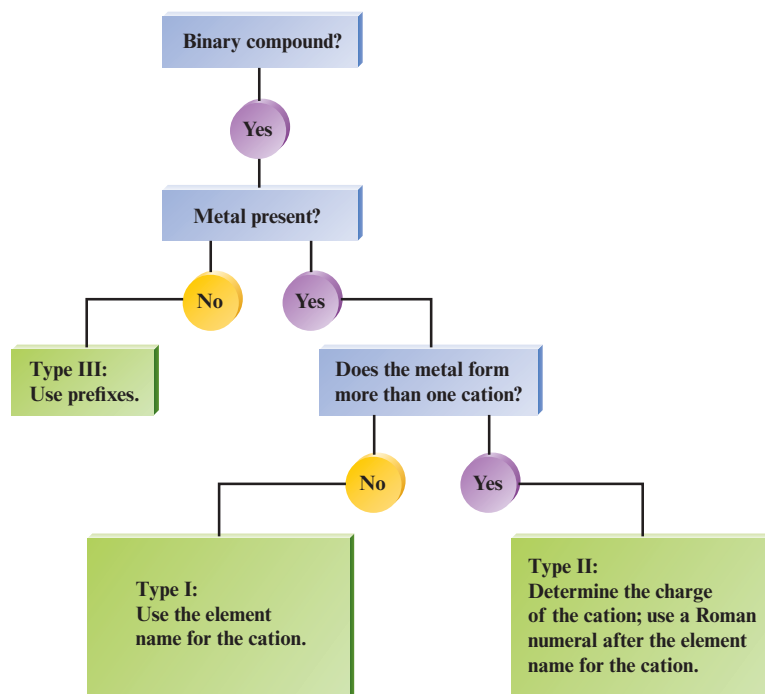 Binary compound?
Yes
Metal present?
No
Yes
Type III:
Use prefixes.
Does the metal form
more than one cation?
No
Yes
Type I:
Use the element
name for the cation.
Type II:
Determine the charge
of the cation; use a Roman
numeral after the element
name for the cation.